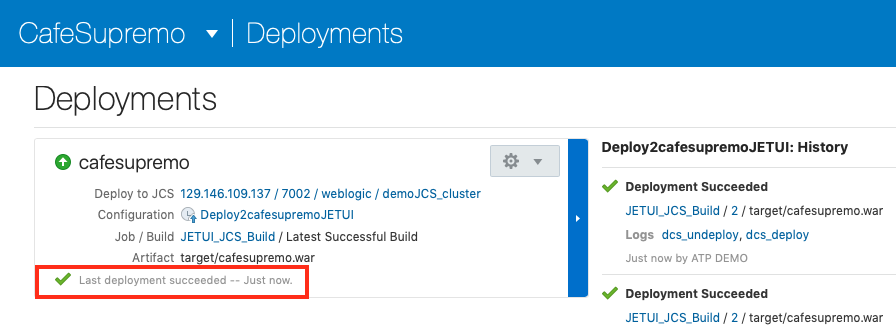 CafeSupremo Deployments
Deployments
cafesupremo
Deploy to JCS 129.146.109.137 / 7002 / weblogic / demoJCS_cluster
Configuration Deploy2cafesupremoJETUI
Job / Build JETUI_JCS_Build / Latest Successful Build
Artifact target/cafesupremo.war
Last deployment succeeded -- Just now.
Deploy2cafesupremoJETUI: History
Deployment Succeeded
JETUI_JCS_Build / 2 / target/cafesupremo.war
Logs dcs_undeploy, dcs_deploy
Just now by ATP DEMO
Deployment Succeeded
JETUI_JCS_Build / 2 / target/cafesupremo.war